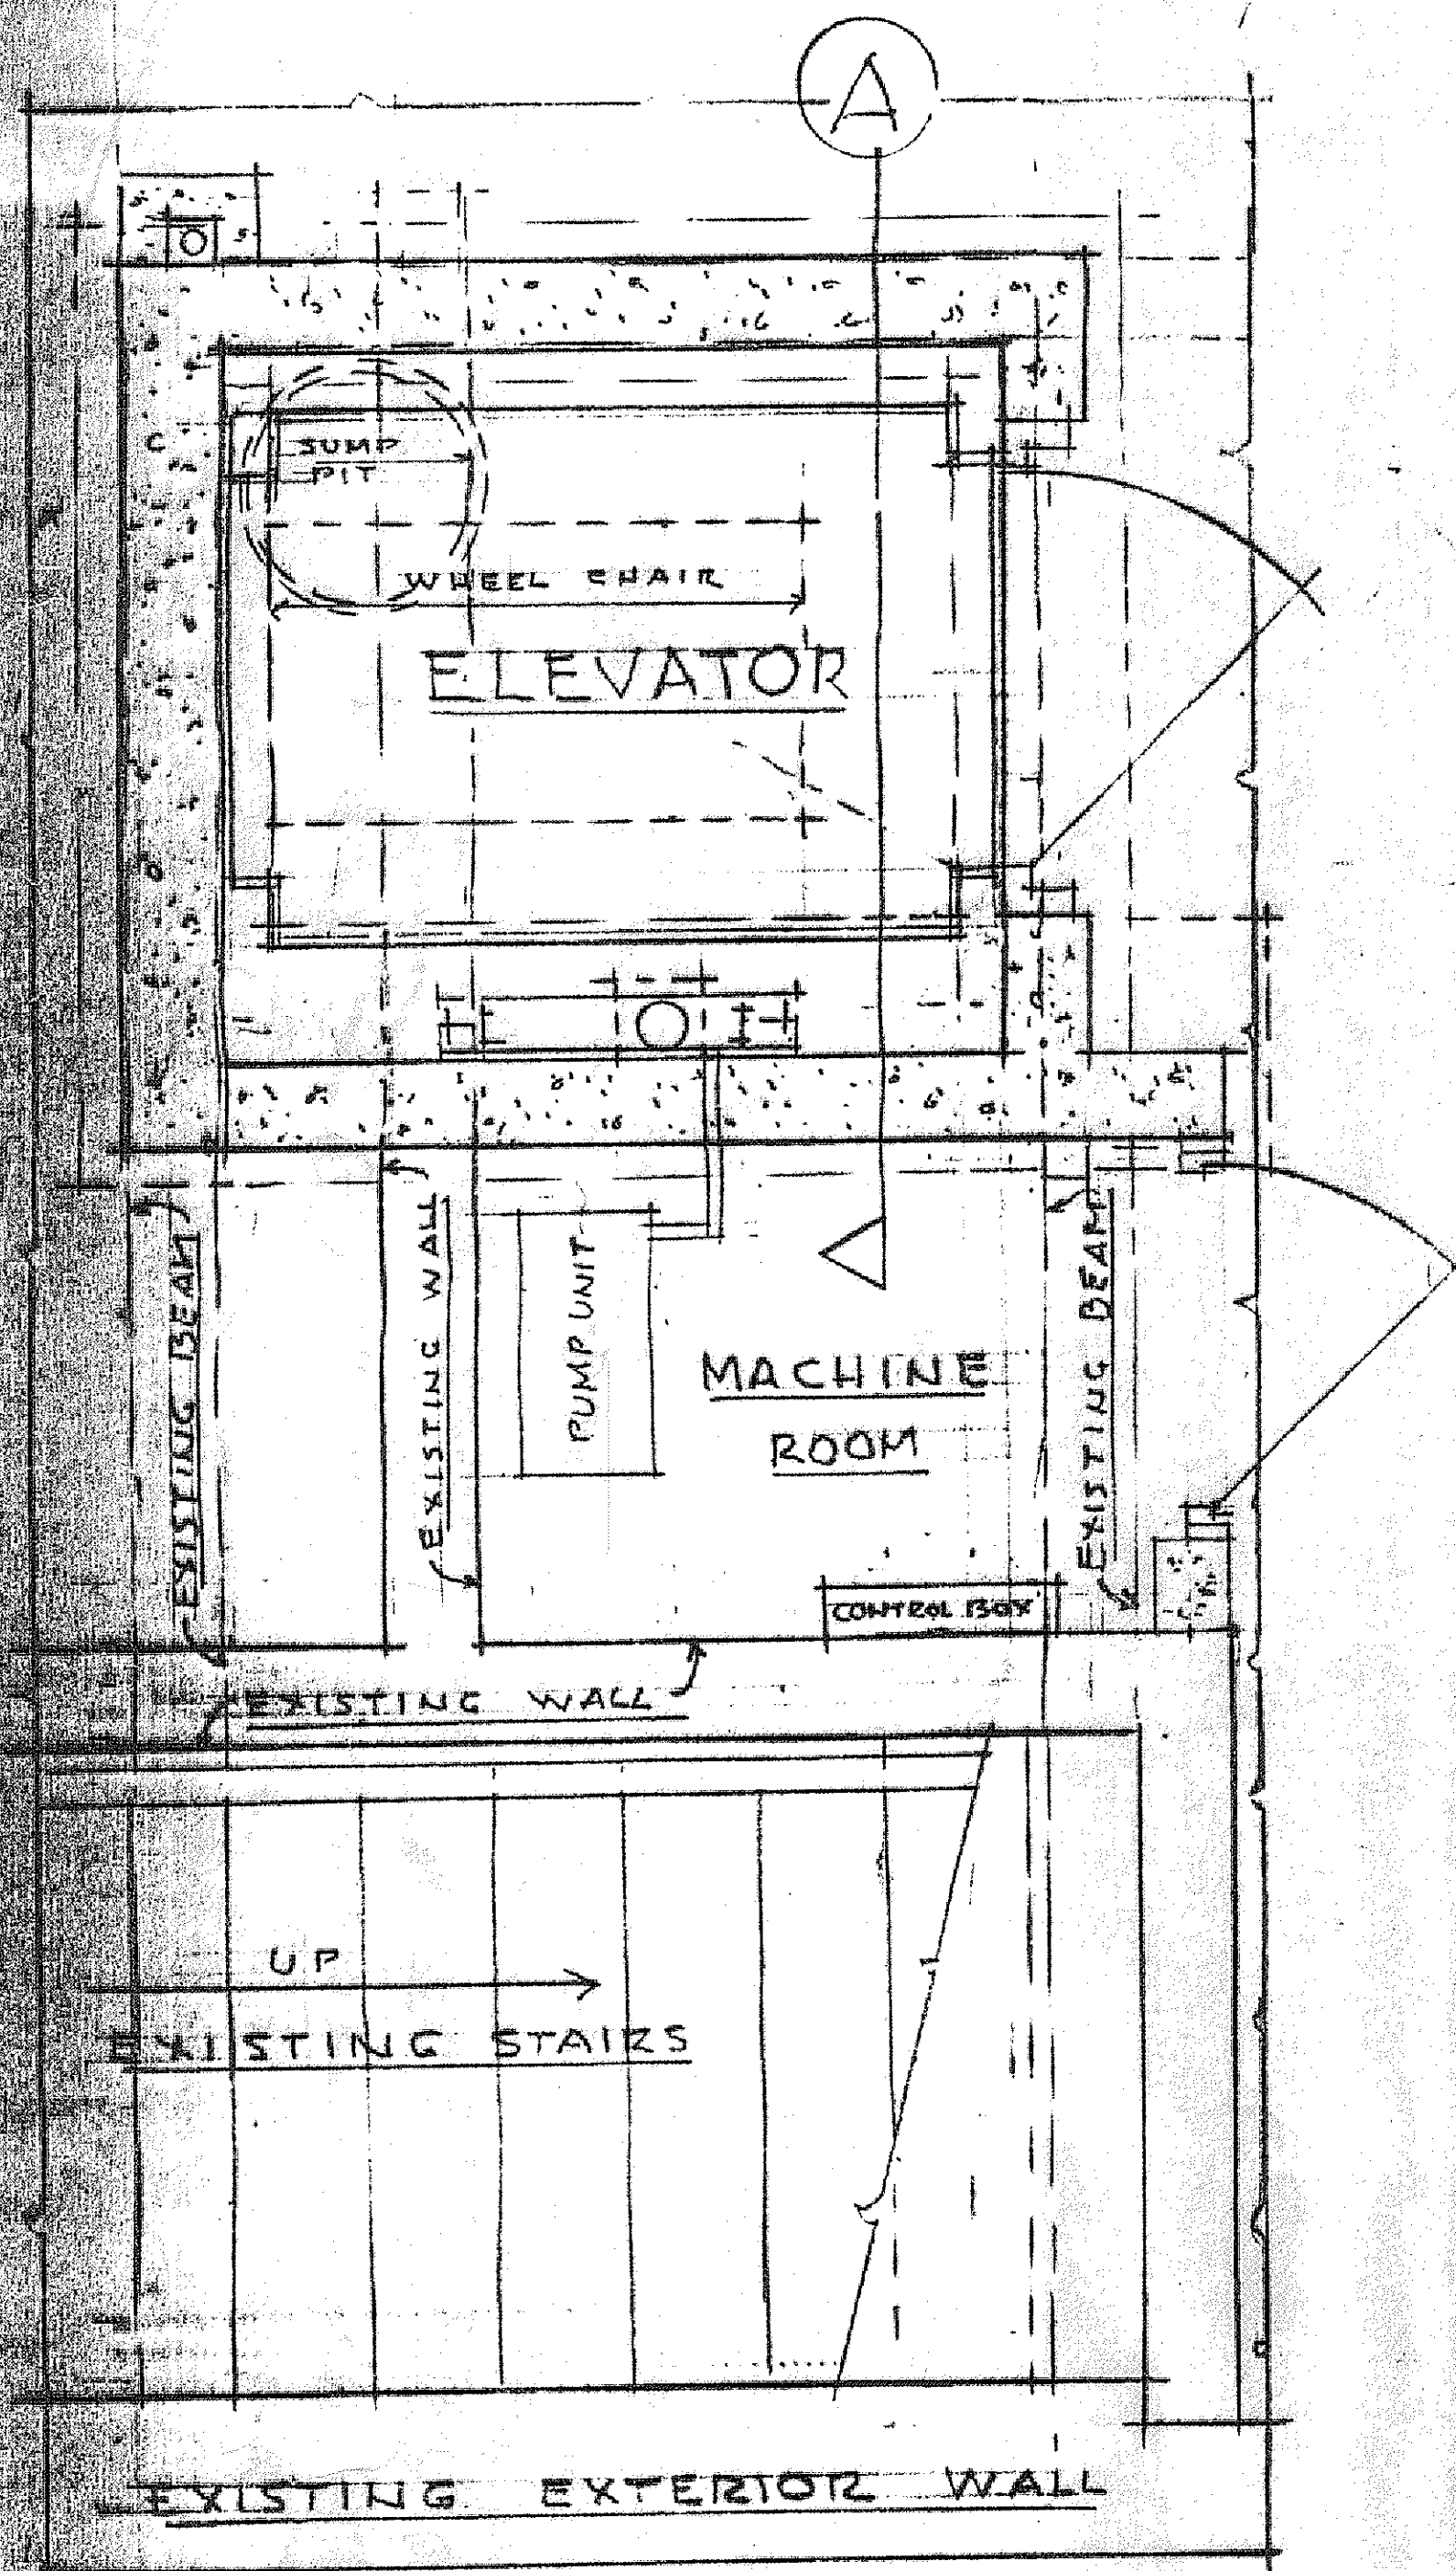 A
SUMP
PIT
WHEEL CHAIR
ELEVATOR
EXISTING BEAM
EXISTING WALL
PUMP UNIT
MACHINE
ROOM
EXISTING BEAM
CONTROL BOX
EXISTING WALL
UP
EXISTING STAIRS
EXISTING EXTERIOR WALL